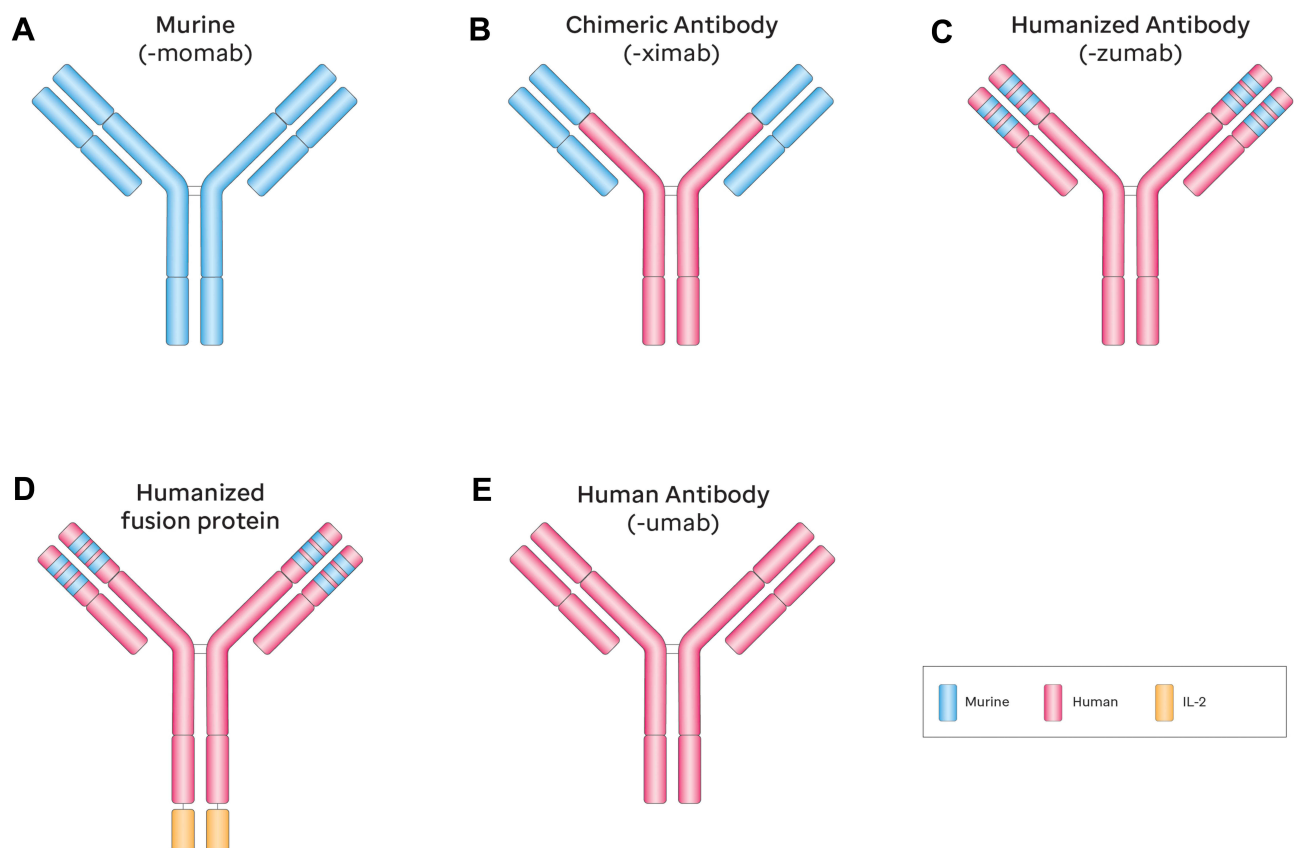 A
Murine
(-momab)
B
Chimeric Antibody
(-ximab)
C
Humanized Antibody
(-zumab)
D
Humanized
fusion protein
E
Human Antibody
(-umab)
Murine
Human
IL-2